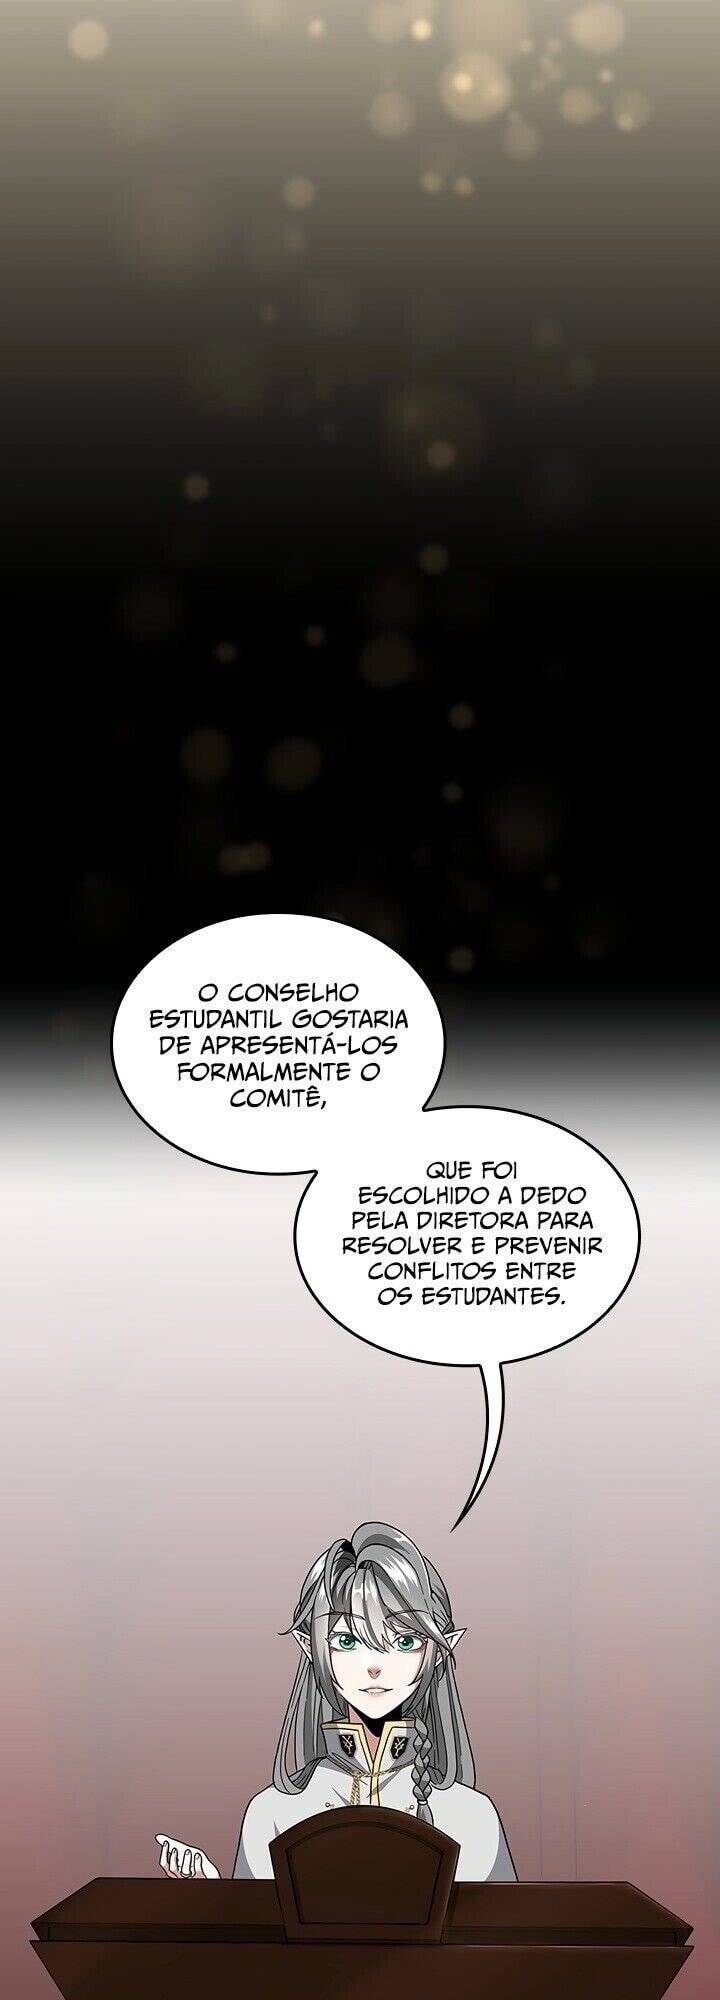 O CONSELHO
ESTUDANTIL GOSTARIA
DE APRESENTÁ-LOS
FORMALMENTE O
COMITÊ,
QUE FOI
ESCOLHIDO A DEDO
PELA DIRETORA PARA
RESOLVER E PREVENIR
CONFLITOS ENTRE
OS ESTUDANTES.